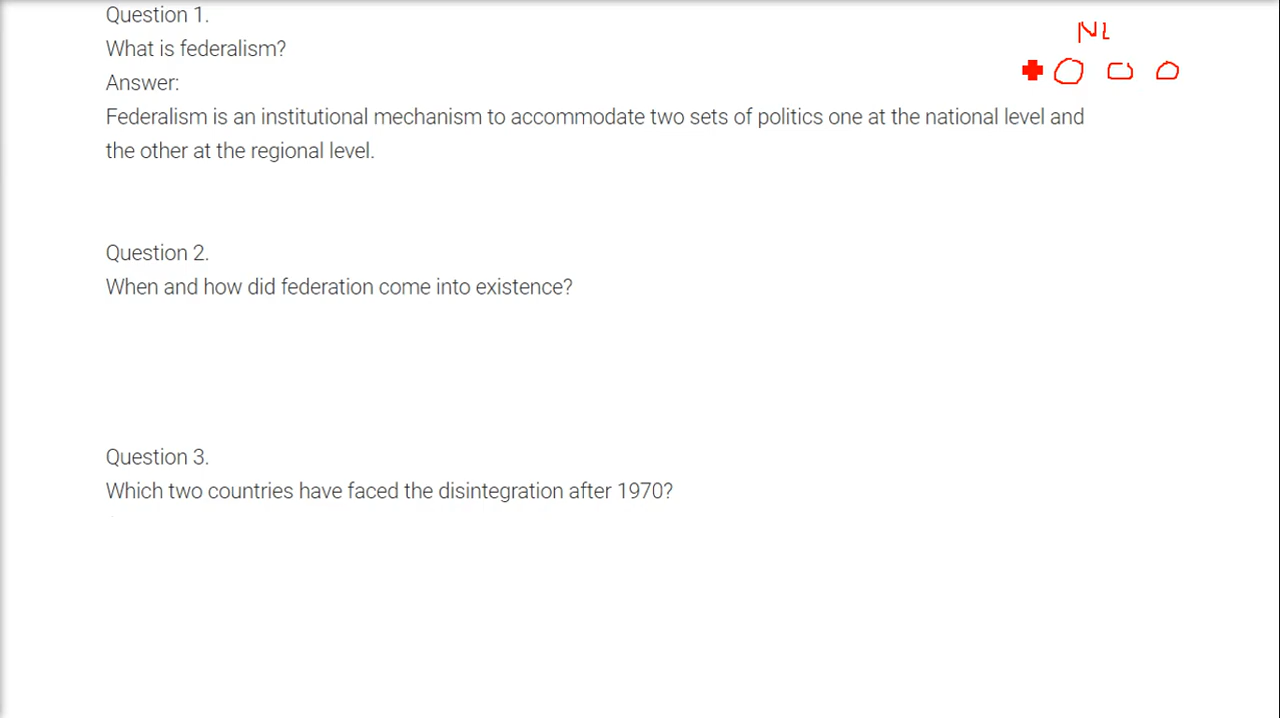 Question 1.
NL
What is federalism?
Answer:
Federalism is an institutional mechanism to accommodate two sets of politics one at the national level and
the other at the regional level.
Question 2.
When and how did federation come into existence?
Question 3.
Which two countries have faced the disintegration after 1970?